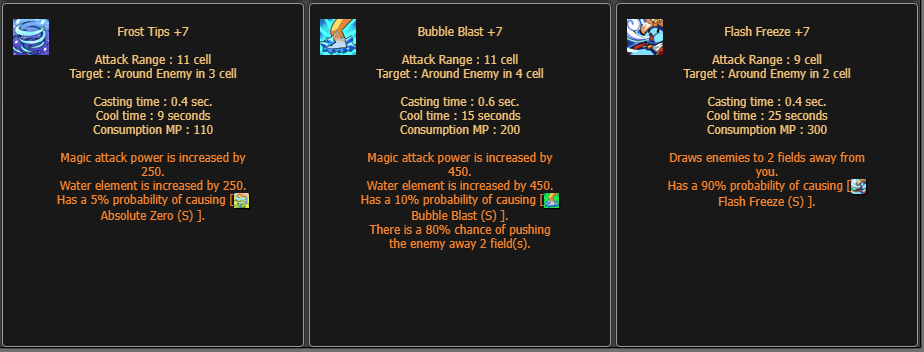 Frost Tips +7
Attack Range : 11 cell
Target : Around Enemy in 3 cell
Casting time : 0.4 sec.
Cool time : 9 seconds
Consumption MP : 110
Magic attack power is increased by
250.
Water element is increased by 250.
Has a 5% probability of causing [
Absolute Zero (S) ].
Bubble Blast +7
Attack Range : 11 cell
Target : Around Enemy in 4 cell
Casting time : 0.6 sec.
Cool time : 15 seconds
Consumption MP : 200
Magic attack power is increased by
450.
Water element is increased by 450.
Has a 10% probability of causing [
Bubble Blast (S) ].
There is a 80% chance of pushing
the enemy away 2 field(s).
Flash Freeze +7
Attack Range : 9 cell
Target : Around Enemy in 2 cell
Casting time : 0.4 sec.
Cool time : 25 seconds
Consumption MP : 300
Draws enemies to 2 fields away from
you.
Has a 90% probability of causing [
Flash Freeze (S) ].